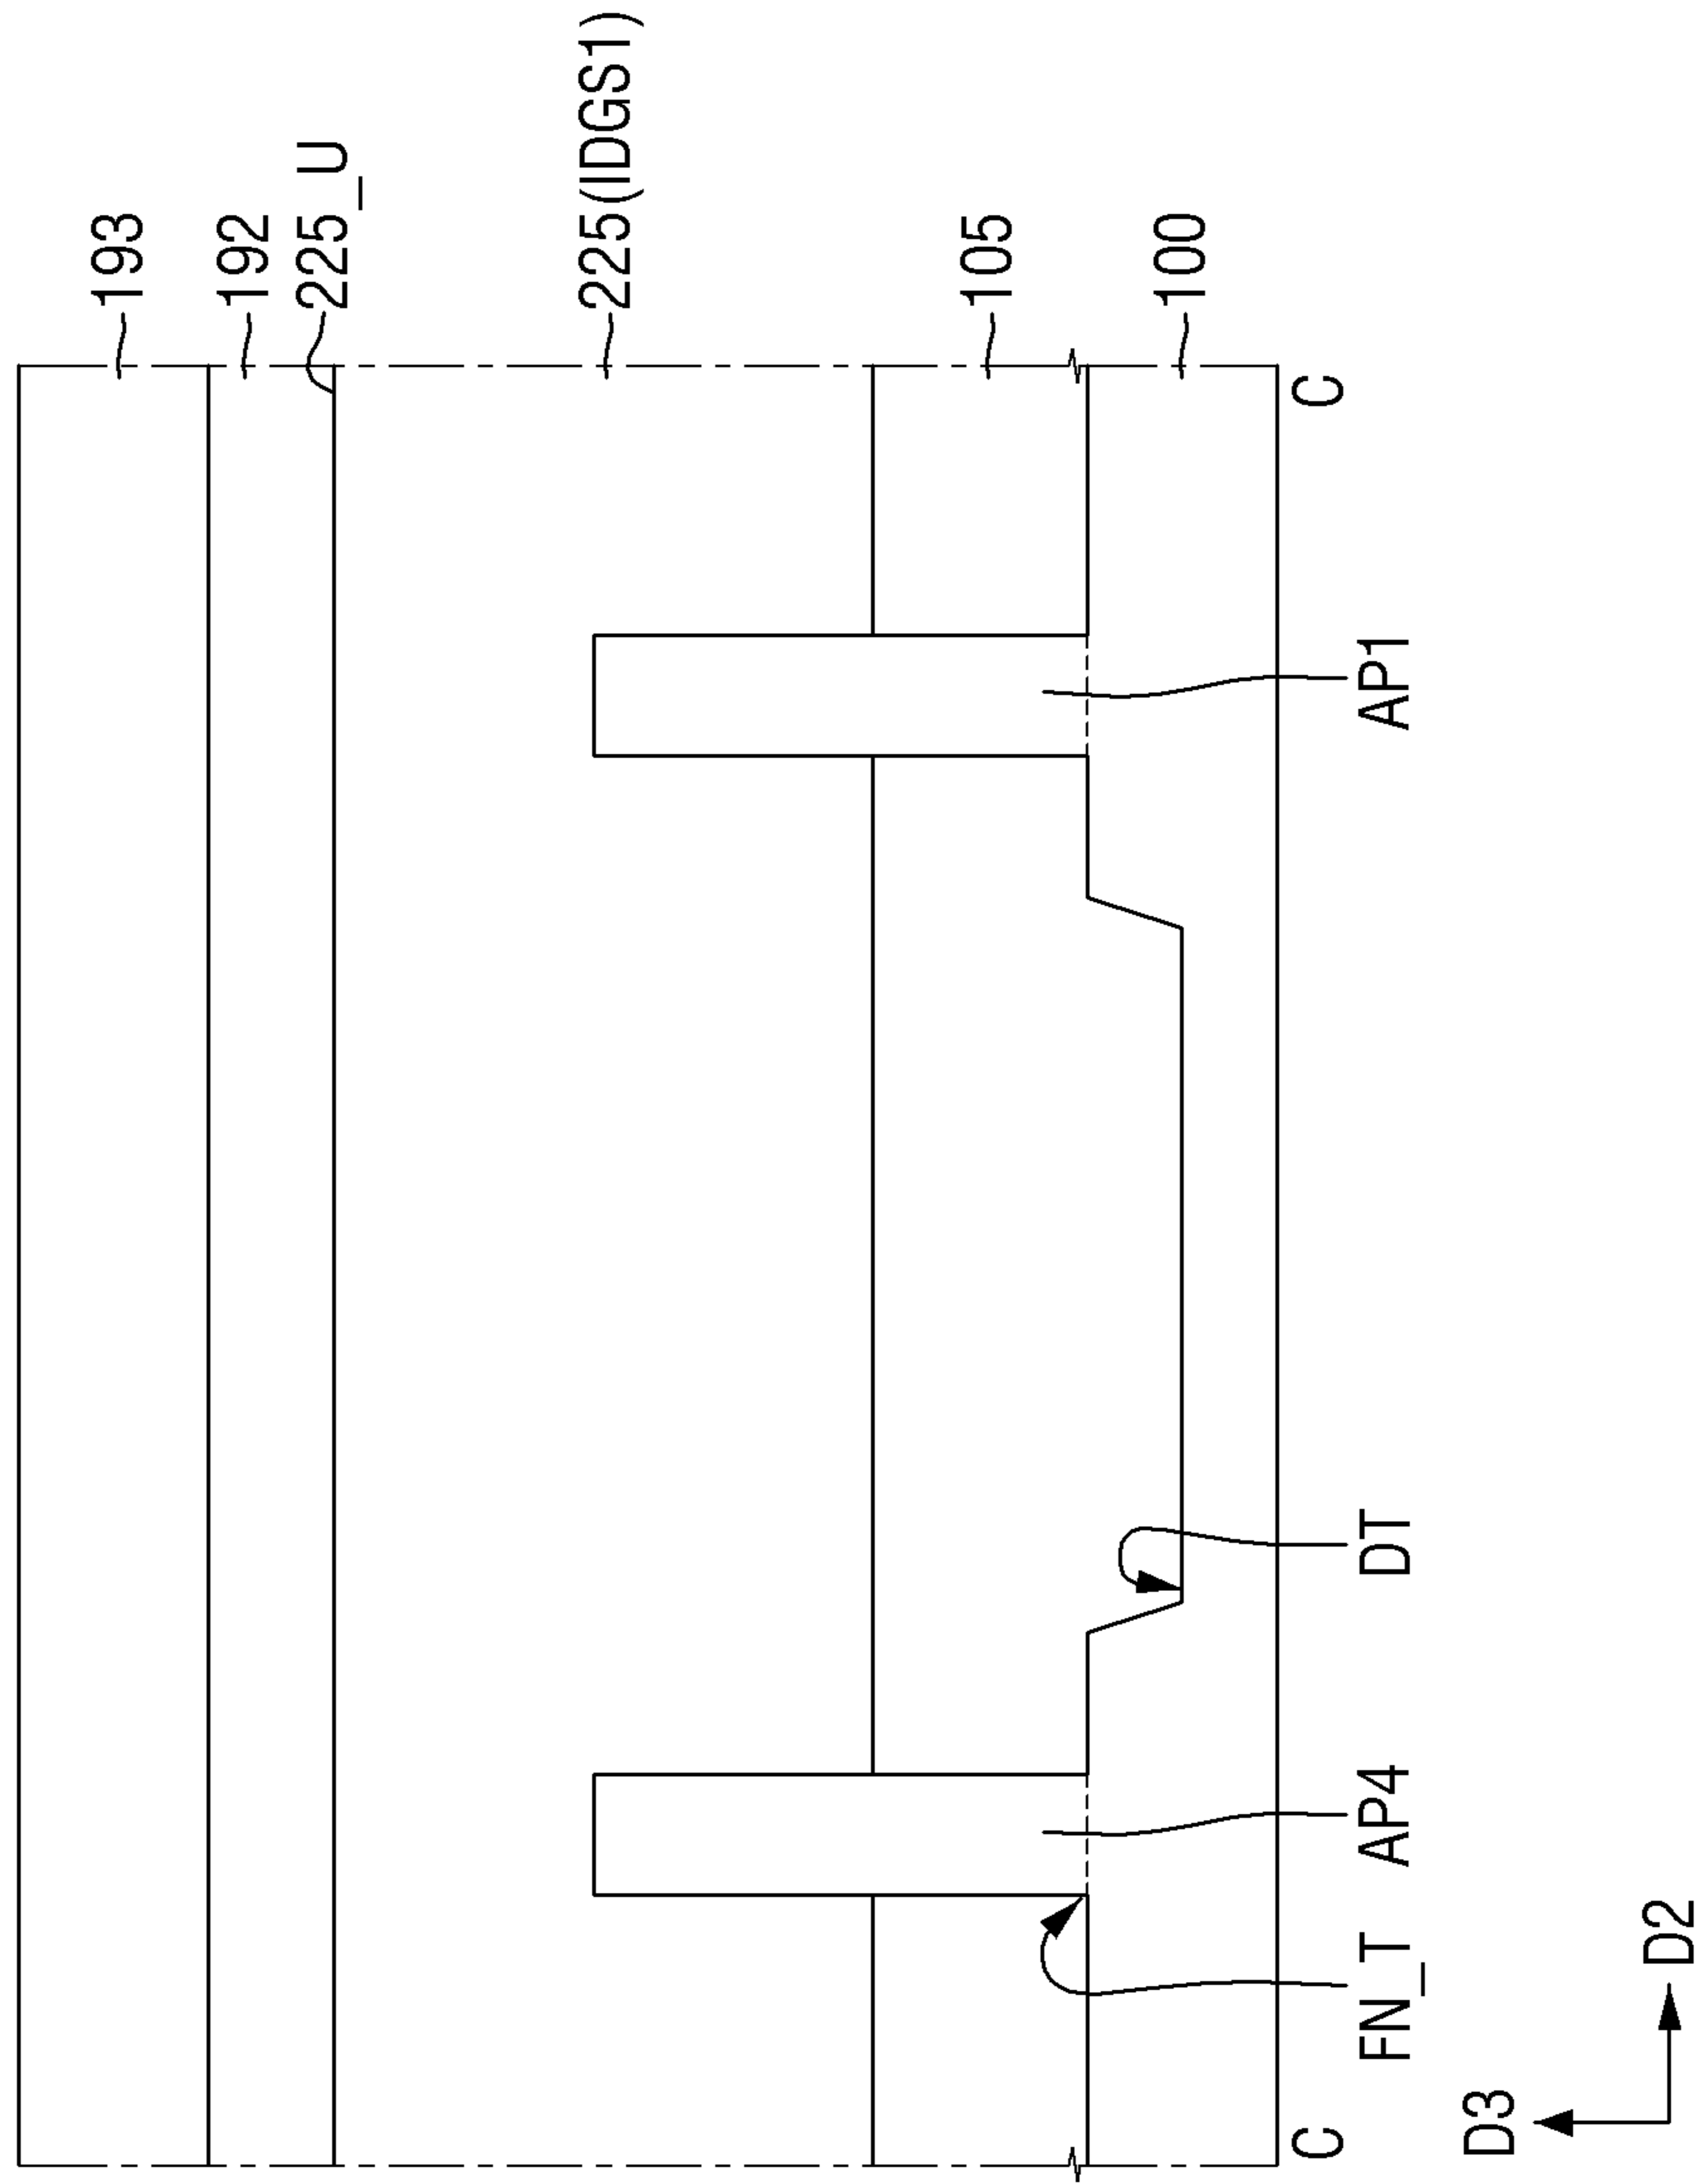 193
192
225_U
225(IDGS1)
105
100
C C
FN_T AP4 DT AP1
D3
D2